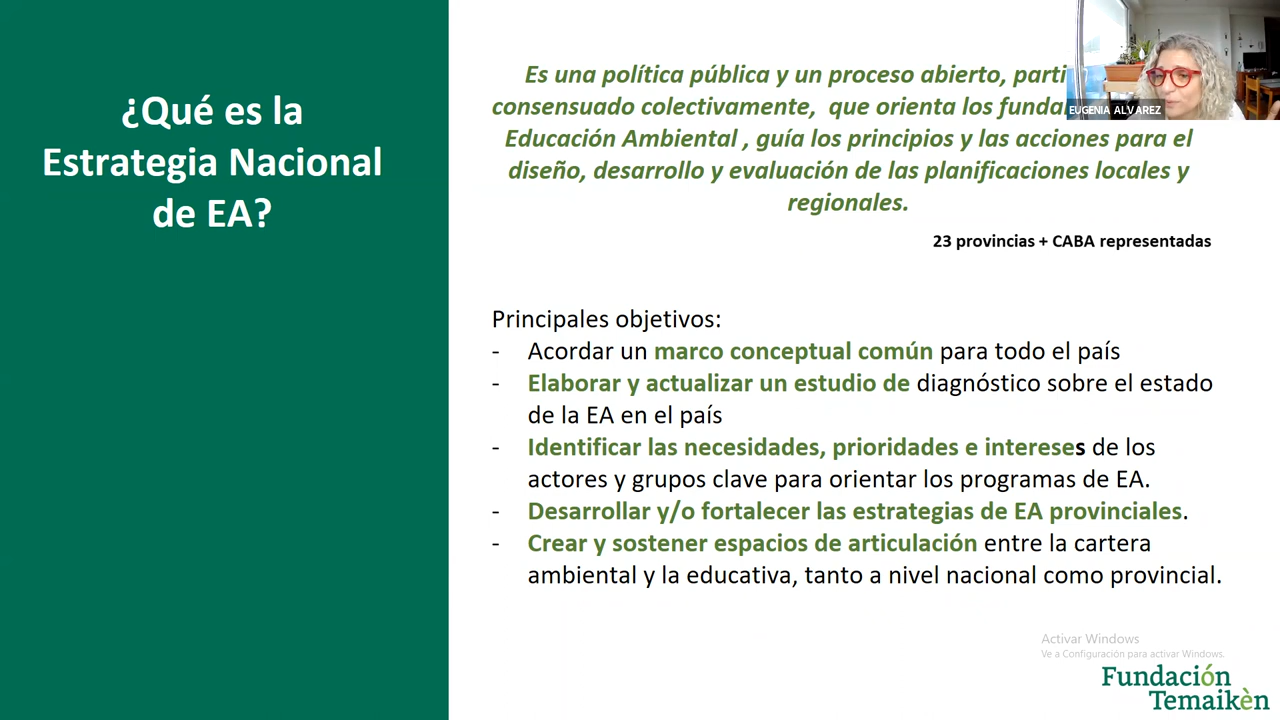 ¿Qué es la
Estrategia Nacional
de EA?
Es una política pública y un proceso abierto,
consensuado colectivamente, que orienta los
Educación Ambiental , guía los principios y las acciones para el
diseño, desarrollo y evaluación de las planificaciones locales y
regionales.
EUGENIA ALVAREZ
23 provincias + CABA representadas
Principales objetivos:
- Acordar un marco conceptual común para todo el país
- Elaborar y actualizar un estudio de diagnóstico sobre el estado
de la EA en el país
- Identificar las necesidades, prioridades e intereses de los
actores y grupos clave para orientar los programas de EA.
- Desarrollar y/o fortalecer las estrategias de EA provinciales.
- Crear y sostener espacios de articulación entre la cartera
ambiental y la educativa, tanto a nivel nacional como provincial.
Activar Windows
Ve a Configuración para activar Windows.
Fundación
Temaikèn